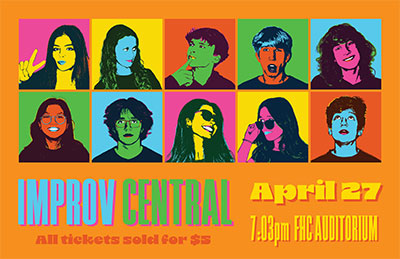 IMPROV CENTRAL
All tickets sold for $5
April 27
7:03pm FHC AUDITORIUM